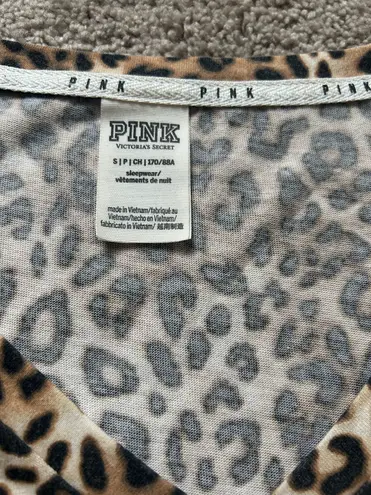 PINK PINK PINK
PINK
VICTORIA'S SECRET
S | P | CH | 170/88A
sleepwear/
vêtements de nuit
made in Vietnam/fabriqué au
Vietnam/hecho en Vietnam/
fabbricato in Vietnam/ 越南制造